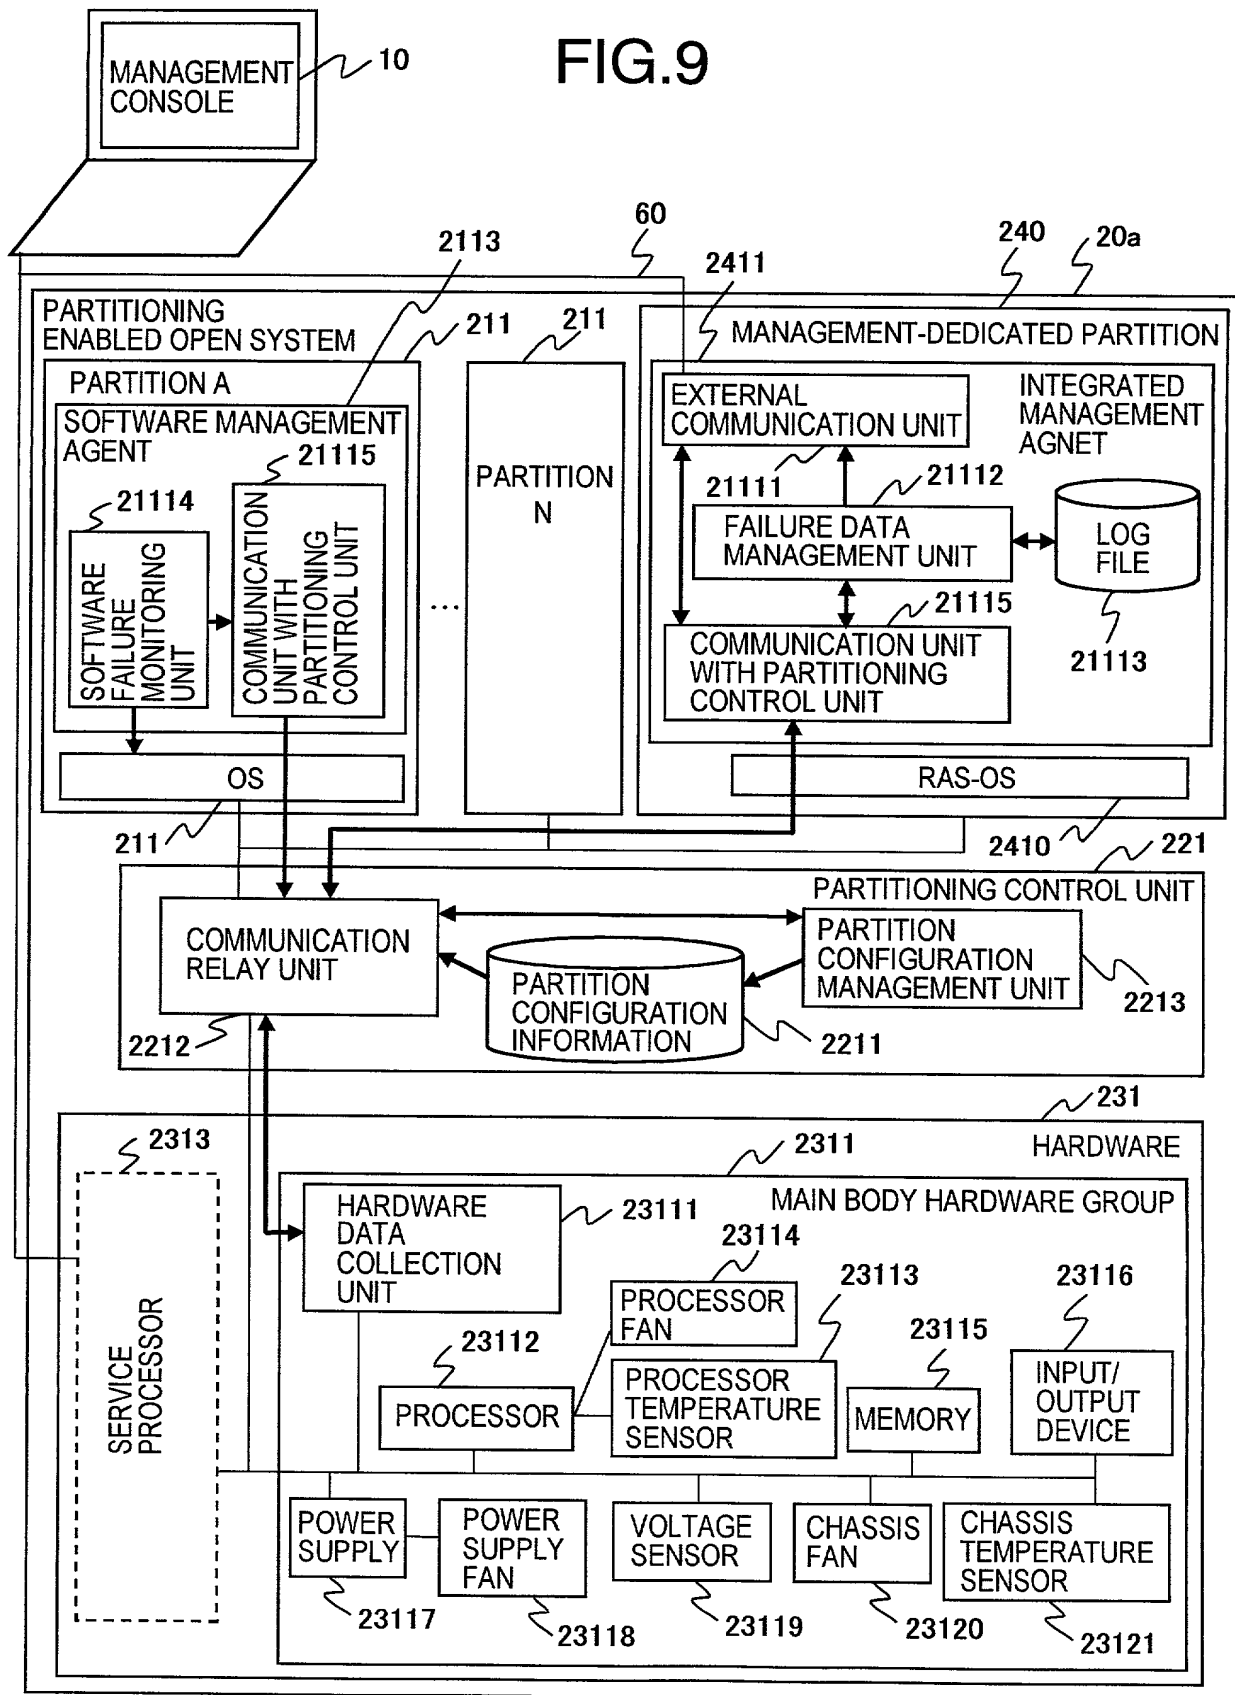 FIG.9
MANAGEMENT
CONSOLE
10
60
240
20a
2113
2411
PARTITIONING
ENABLED OPEN SYSTEM
211
211
MANAGEMENT-DEDICATED PARTITION
PARTITION A
SOFTWARE MANAGEMENT
AGENT
21115
21114
SOFTWARE
FAILURE
MONITORING
UNIT
COMMUNICATION
UNIT WITH
PARTITIONING
CONTROL UNIT
OS
211
...
PARTITION
N
EXTERNAL
COMMUNICATION UNIT
INTEGRATED
MANAGEMENT
AGNET
21111
21112
FAILURE DATA
MANAGEMENT UNIT
LOG
FILE
21113
21115
COMMUNICATION UNIT
WITH PARTITIONING
CONTROL UNIT
RAS-OS
2410
221
PARTITIONING CONTROL UNIT
COMMUNICATION
RELAY UNIT
2212
PARTITION
CONFIGURATION
INFORMATION
2211
PARTITION
CONFIGURATION
MANAGEMENT UNIT
2213
231
HARDWARE
2313
SERVICE
PROCESSOR
2311
MAIN BODY HARDWARE GROUP
HARDWARE
DATA
COLLECTION
UNIT
23111
23114
PROCESSOR
FAN
23113
23116
23112
PROCESSOR
PROCESSOR
TEMPERATURE
SENSOR
23115
MEMORY
INPUT/
OUTPUT
DEVICE
POWER
SUPPLY
POWER
SUPPLY
FAN
VOLTAGE
SENSOR
CHASSIS
FAN
CHASSIS
TEMPERATURE
SENSOR
23117
23118
23119
23120
23121